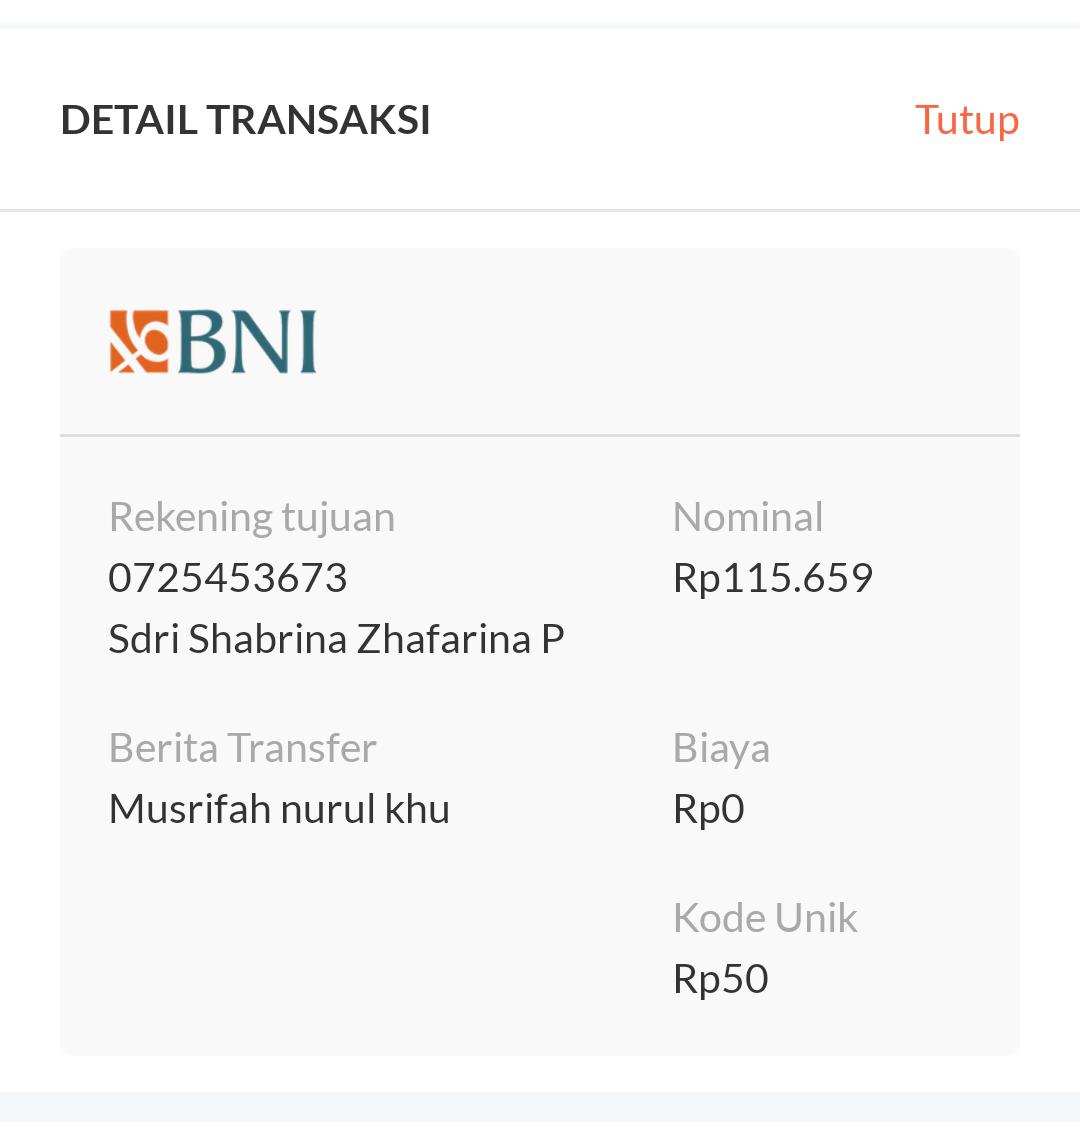 DETAIL TRANSAKSI
Tutup
BNI
Rekening tujuan
0725453673
Sdri Shabrina Zhafarina P
Nominal
Rp115.659
Berita Transfer
Musrifah nurul khu
Biaya
Rp0
Kode Unik
Rp50